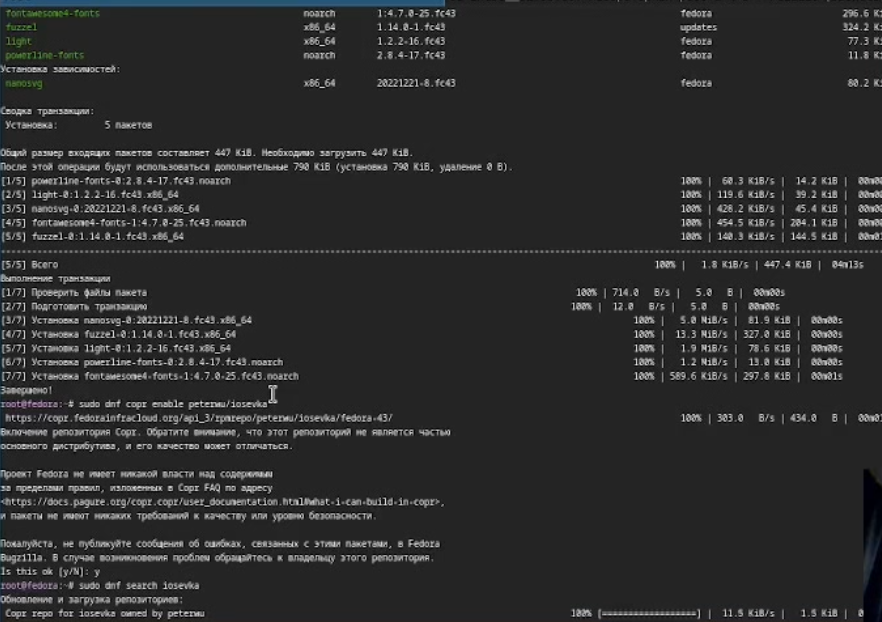 fontawesome4-fonts noarch 1:4.7.0-25.fc43 fedora 296.6 K
fuzzel x86_64 1.14.0-1.fc43 updates 324.2 K
light x86_64 1.2.2-16.fc43 fedora 77.3 K
powerline-fonts noarch 2.8.4-17.fc43 fedora 11.8 K
Установка зависимостей:
nanosvg x86_64 20221221-8.fc43 fedora 80.2 K
Сводка транзакции:
Установка: 5 пакетов
Общий размер входящих пакетов составляет 447 KiB. Необходимо загрузить 447 KiB.
После этой операции будут использоваться дополнительные 790 KiB (установка 790 KiB, удаление 0 B).
[1/5] powerline-fonts-0:2.8.4-17.fc43.noarch 100% | 60.3 KiB/s | 14.2 KiB | 00m0
[2/5] light-0:1.2.2-16.fc43.x86_64 100% | 119.6 KiB/s | 39.2 KiB | 00m0
[3/5] nanosvg-0:20221221-8.fc43.x86_64 100% | 428.2 KiB/s | 45.4 KiB | 00m0
[4/5] fontawesome4-fonts-1:4.7.0-25.fc43.noarch 100% | 454.5 KiB/s | 204.1 KiB | 00m0
[5/5] fuzzel-0:1.14.0-1.fc43.x86_64 100% | 140.3 KiB/s | 144.5 KiB | 00m0
[5/5] Всего 100% | 1.8 KiB/s | 447.4 KiB | 04m13s
Выполнение транзакции
[1/7] Проверить файлы пакета 100% | 714.0 B/s | 5.0 B | 00m00s
[2/7] Подготовить транзакцию 100% | 12.0 B/s | 5.0 B | 00m00s
[3/7] Установка nanosvg-0:20221221-8.fc43.x86_64 100% | 5.0 MiB/s | 81.9 KiB | 00m00s
[4/7] Установка fuzzel-0:1.14.0-1.fc43.x86_64 100% | 13.3 MiB/s | 327.0 KiB | 00m00s
[5/7] Установка light-0:1.2.2-16.fc43.x86_64 100% | 1.9 MiB/s | 78.6 KiB | 00m00s
[6/7] Установка powerline-fonts-0:2.8.4-17.fc43.noarch 100% | 1.2 MiB/s | 13.0 KiB | 00m00s
[7/7] Установка fontawesome4-fonts-1:4.7.0-25.fc43.noarch 100% | 589.6 KiB/s | 297.8 KiB | 00m01s
Завершено!
root@fedora:~# sudo dnf copr enable peterwu/iosevka
https://copr.fedorainfracloud.org/api_3/rpmrepo/peterwu/iosevka/fedora-43/ 100% | 303.0 B/s | 434.0 B | 00m0
Включение репозитория Copr. Обратите внимание, что этот репозиторий не является частью
основного дистрибутива, и его качество может отличаться.
Проект Fedora не имеет никакой власти над содержимым
за пределами правил, изложенных в Copr FAQ по адресу
<https://docs.pagure.org/copr.copr/user_documentation.html#what-i-can-build-in-copr>,
и пакеты не имеют никаких требований к качеству или уровню безопасности.
Пожалуйста, не публикуйте сообщения об ошибках, связанных с этими пакетами, в Fedora
Bugzilla. В случае возникновения проблем обращайтесь к владельцу этого репозитория.
Is this ok [y/N]: y
root@fedora:~# sudo dnf search iosevka
Обновление и загрузка репозиториев:
Copr repo for iosevka owned by peterwu 100% [====================] | 11.5 KiB/s | 1.5 KiB | 0